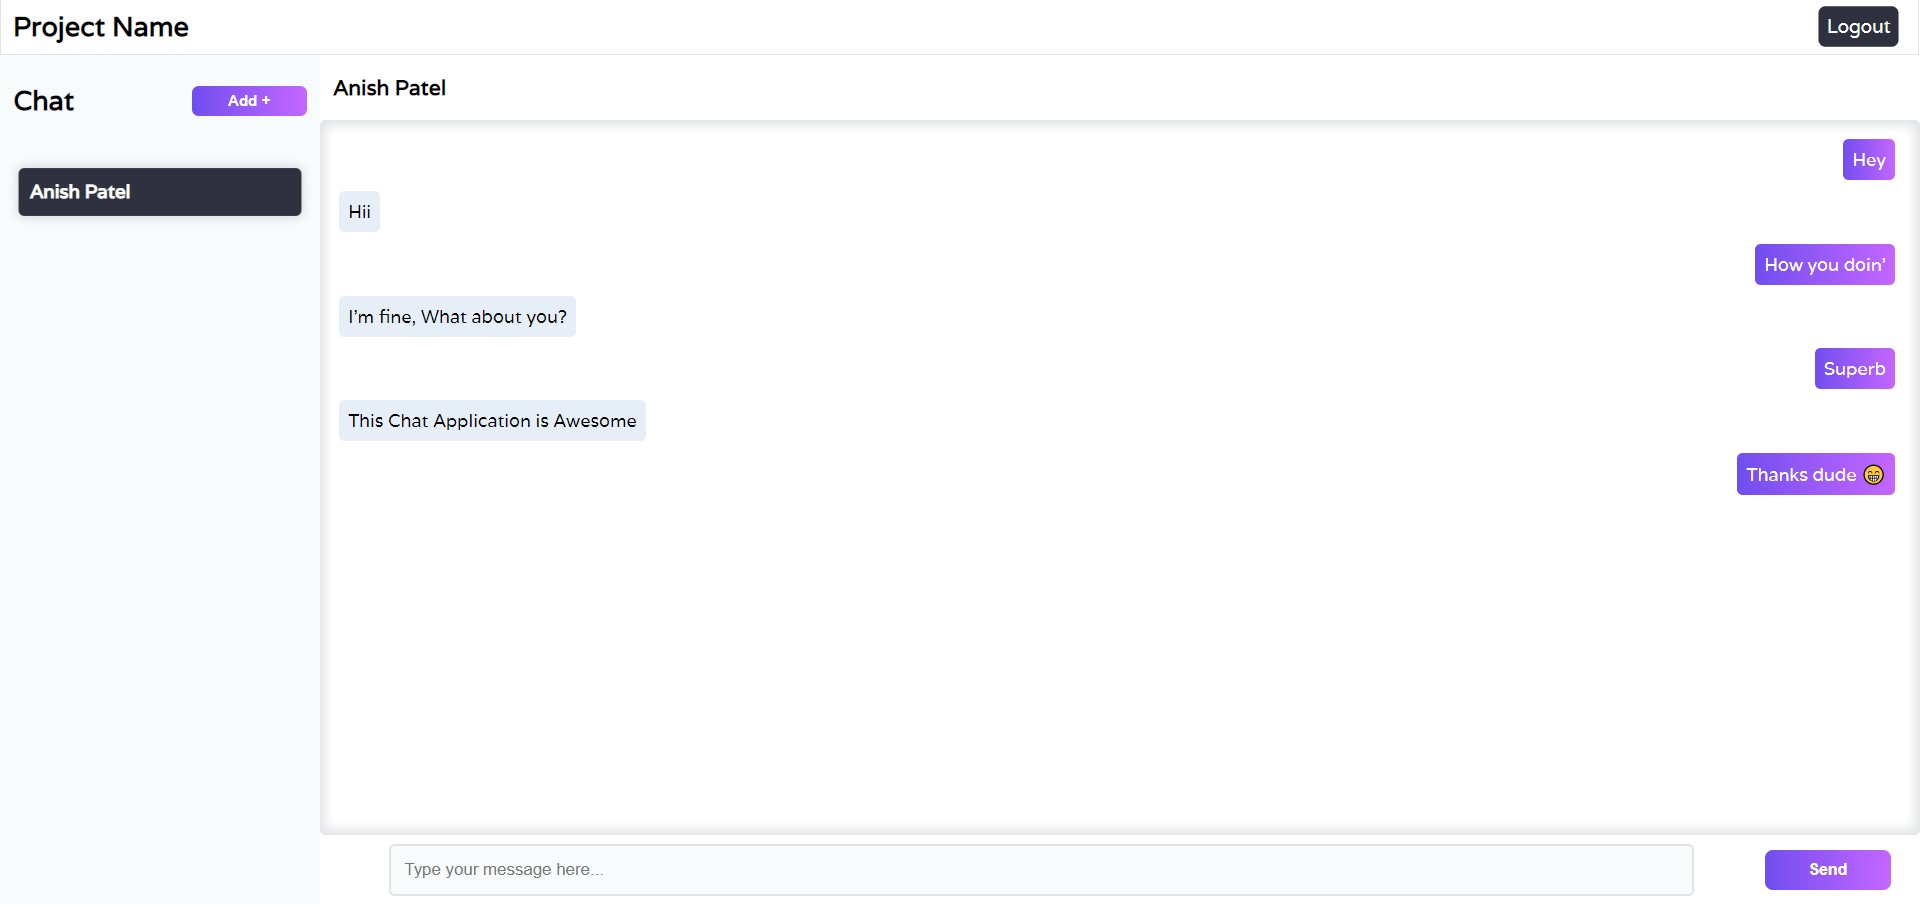 Project Name
Logout
Chat
Add +
Anish Patel
Anish Patel
Hey
Hii
How you doin’
I’m fine, What about you?
Superb
This Chat Application is Awesome
Thanks dude 😁
Type your message here...
Send